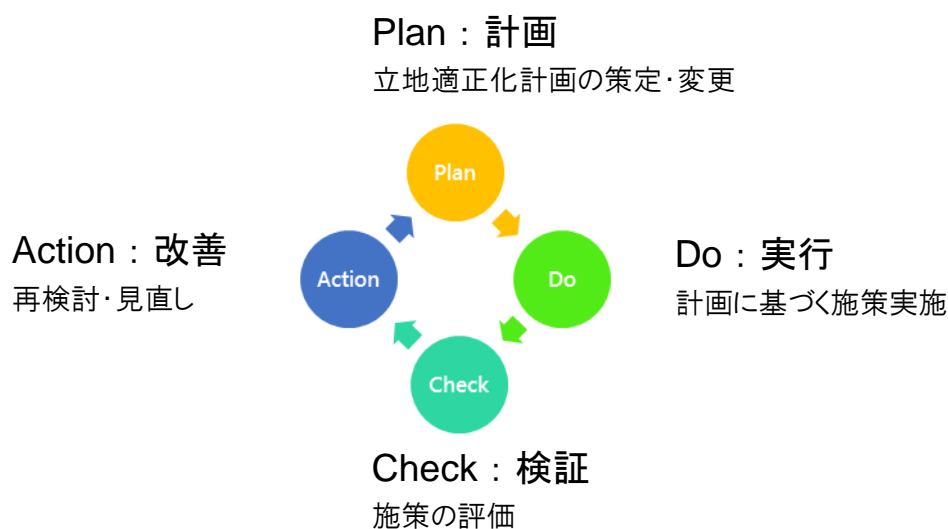 Plan：計画
立地適正化計画の策定・変更
Plan
Action：改善
再検討・見直し
Action
Do
Do：実行
計画に基づく施策実施
Check
Check：検証
施策の評価